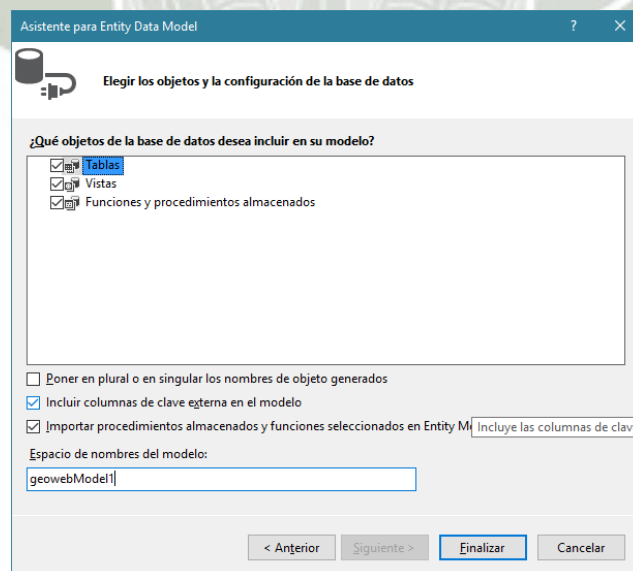 Asistente para Entity Data Model
Elegir los objetos y la configuración de la base de datos
¿Qué objetos de la base de datos desea incluir en su modelo?
Tablas
Vistas
Funciones y procedimientos almacenados
Poner en plural o en singular los nombres de objeto generados
Incluir columnas de clave externa en el modelo
Importar procedimientos almacenados y funciones seleccionados en Entity Incluye las columnas de
Espacio de nombres del modelo:
geowebModel1
< Anterior Siguiente > Finalizar Cancelar